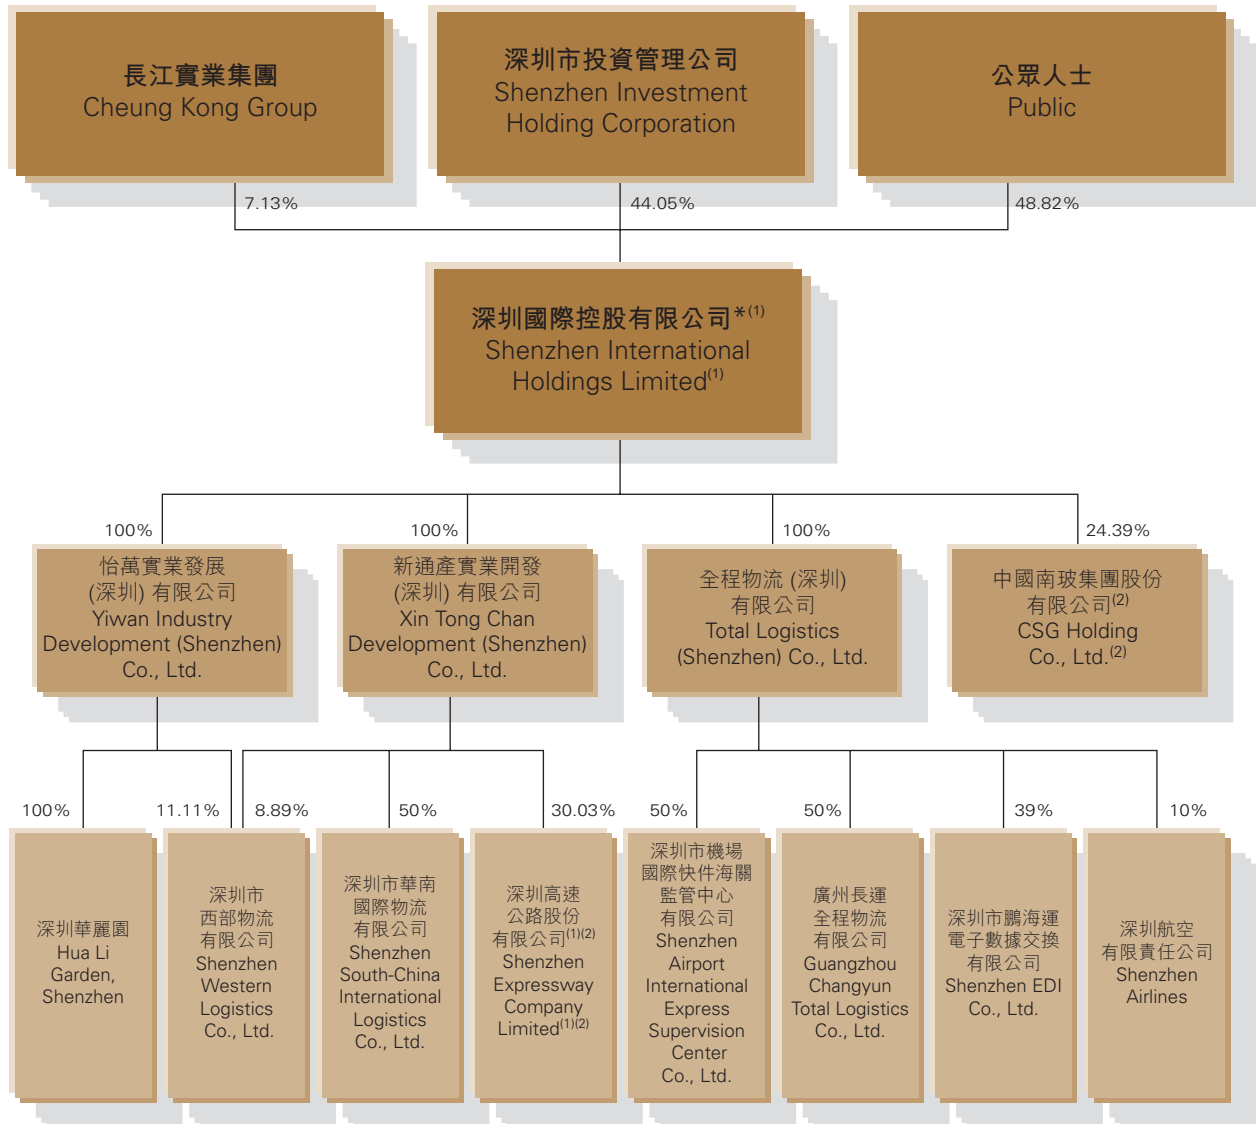 長江實業集團
Cheung Kong Group
深圳市投資管理公司
Shenzhen Investment
Holding Corporation
公眾人士
Public
7.13%
44.05%
48.82%
深圳國際控股有限公司*(1)
Shenzhen International
Holdings Limited(1)
100%
100%
100%
24.39%
怡萬實業發展
(深圳) 有限公司
Yiwan Industry
Development (Shenzhen)
Co., Ltd.
新通產實業開發
(深圳) 有限公司
Xin Tong Chan
Development (Shenzhen)
Co., Ltd.
全程物流 (深圳)
有限公司
Total Logistics
(Shenzhen) Co., Ltd.
中國南玻集團股份
有限公司(2)
CSG Holding
Co., Ltd.(2)
100%
11.11%
8.89%
50%
30.03%
50%
50%
39%
10%
深圳華麗園
Hua Li
Garden,
Shenzhen
深圳市
西部物流
有限公司
Shenzhen
Western
Logistics
Co., Ltd.
深圳市華南
國際物流
有限公司
Shenzhen
South-China
International
Logistics
Co., Ltd.
深圳高速
公路股份
有限公司(1)(2)
Shenzhen
Expressway
Company
Limited(1)(2)
深圳市機場
國際快件海關
監管中心
有限公司
Shenzhen
Airport
International
Express
Supervision
Center
Co., Ltd.
廣州長運
全程物流
有限公司
Guangzhou
Changyun
Total Logistics
Co., Ltd.
深圳市鵬海運
電子數據交換
有限公司
Shenzhen EDI
Co., Ltd.
深圳航空
有限責任公司
Shenzhen
Airlines